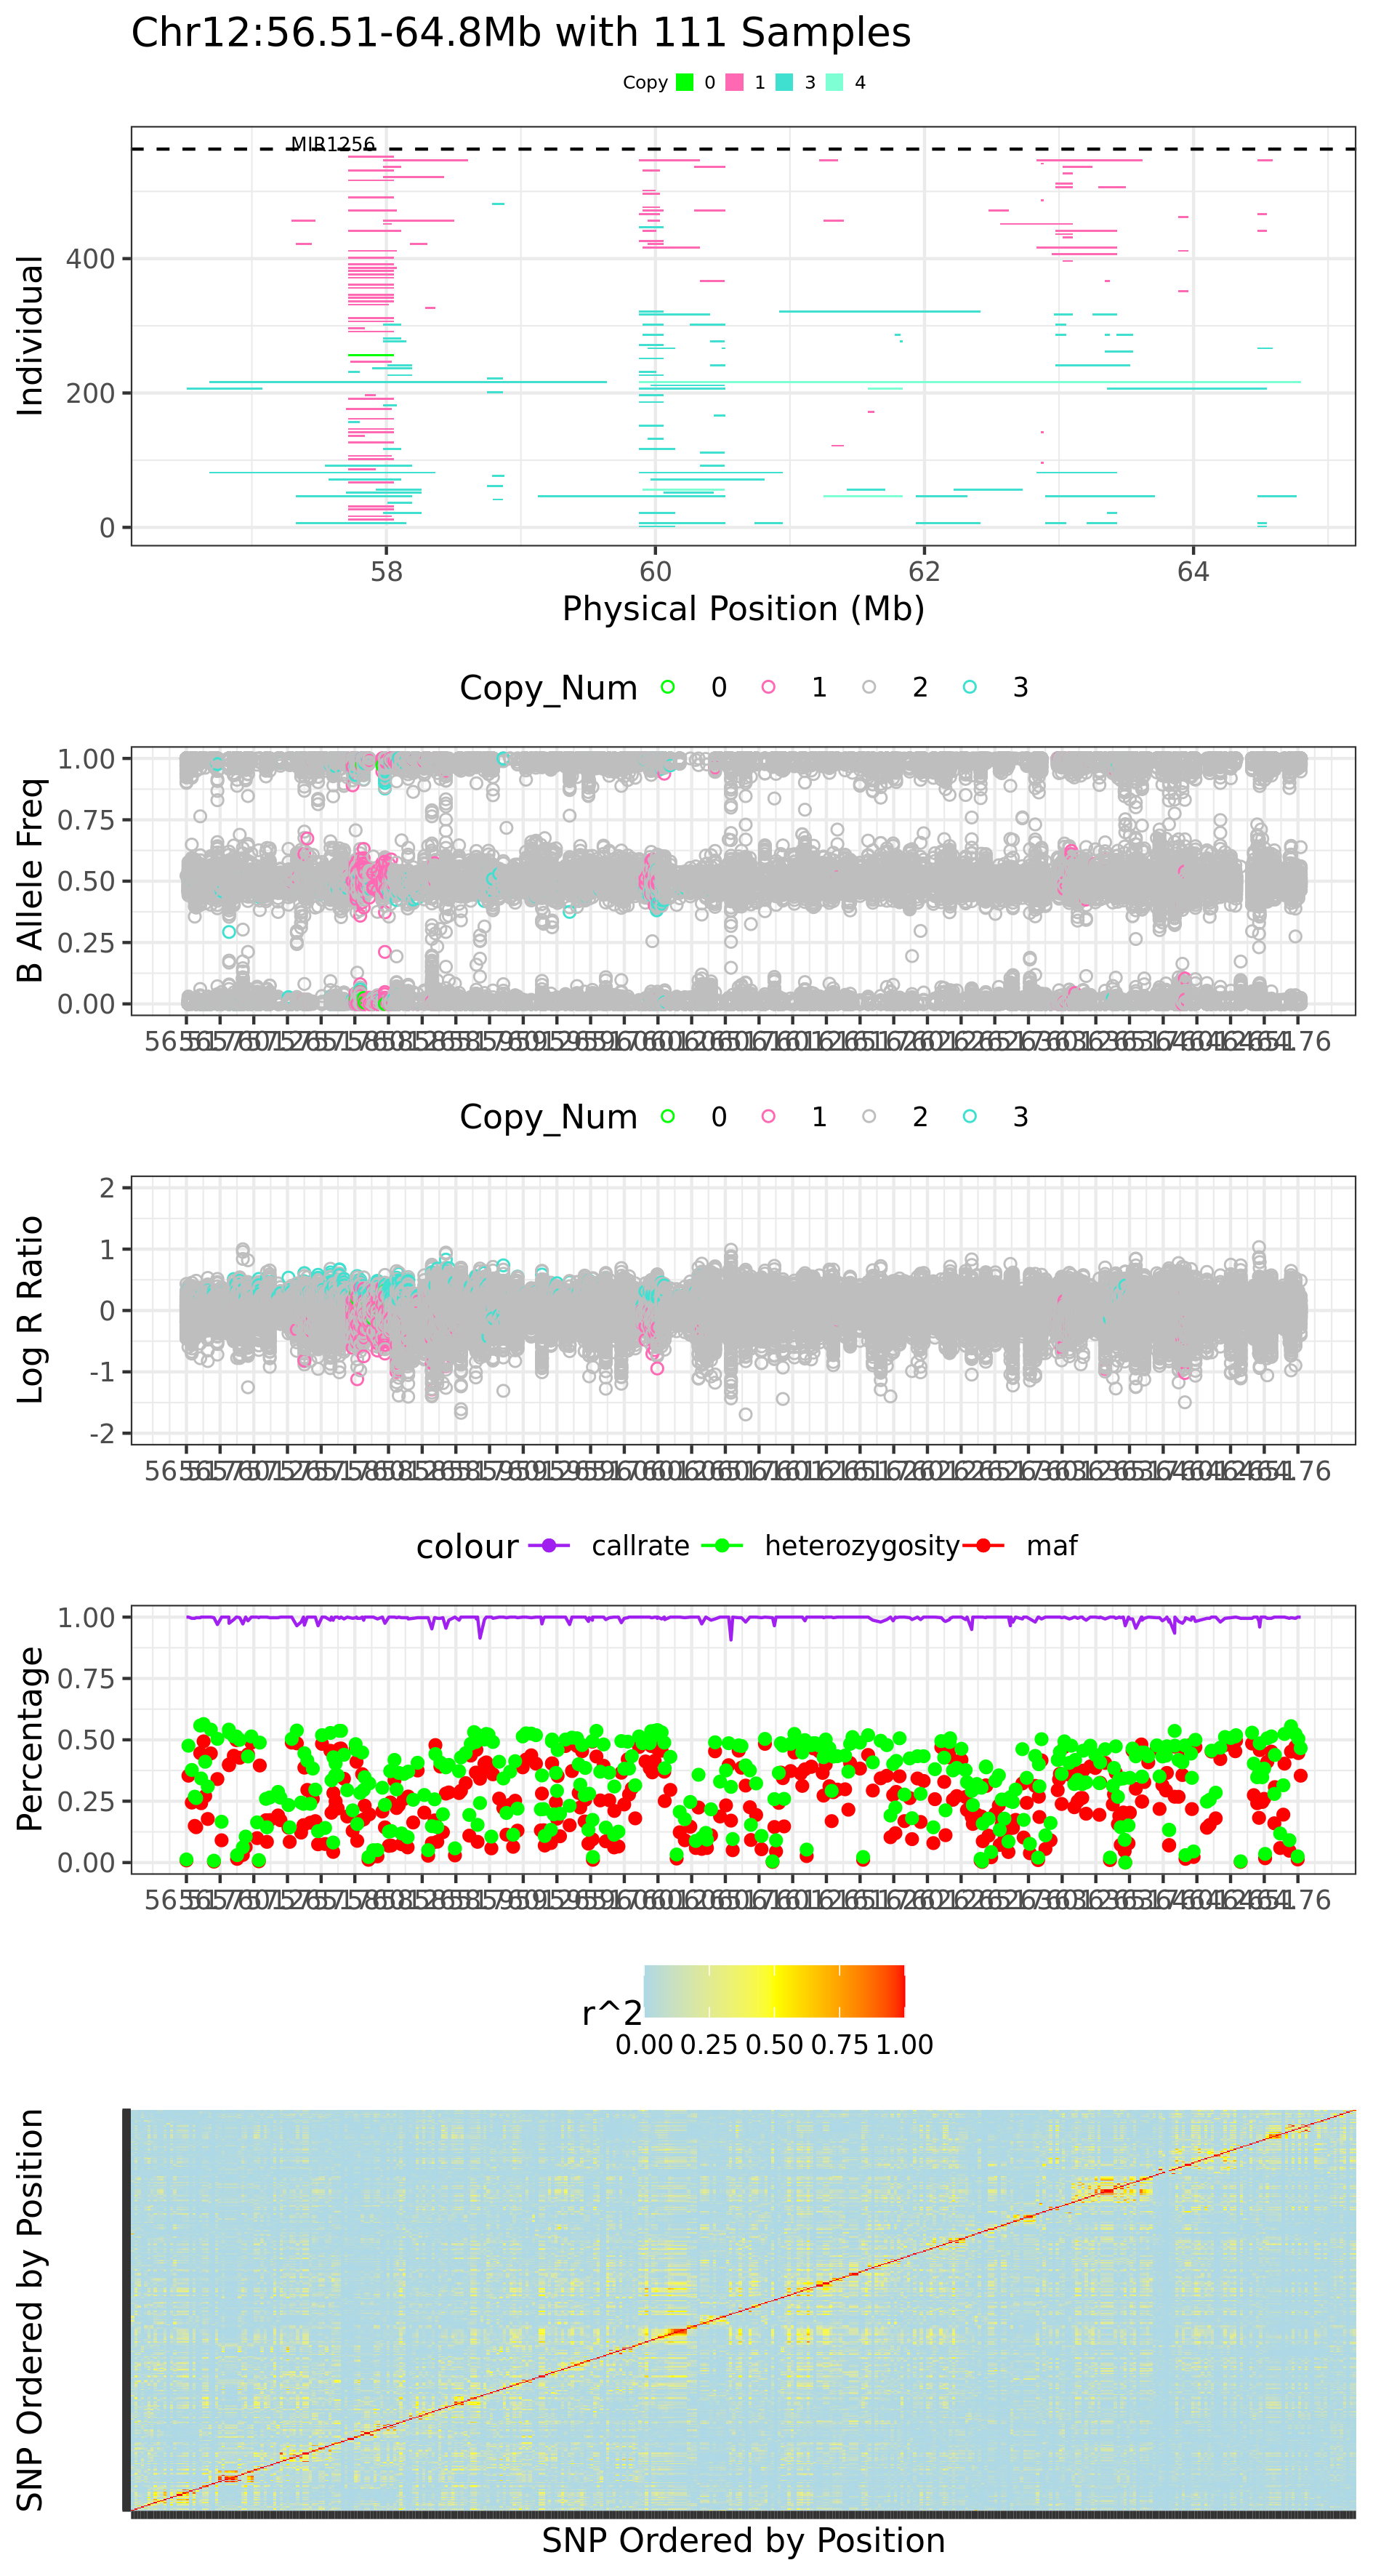 Chr12:56.51-64.8Mb with 111 Samples
Copy 0 1 3 4
MIR1256
Individual
400
200
0
58 60 62 64
Physical Position (Mb)
Copy_Num 0 1 2 3
B Allele Freq
1.00
0.75
0.50
0.25
0.00
Copy_Num 0 1 2 3
Log R Ratio
2
1
0
-1
-2
colour callrate heterozygosity maf
Percentage
1.00
0.75
0.50
0.25
0.00
r^2
0.00 0.25 0.50 0.75 1.00
SNP Ordered by Position
SNP Ordered by Position